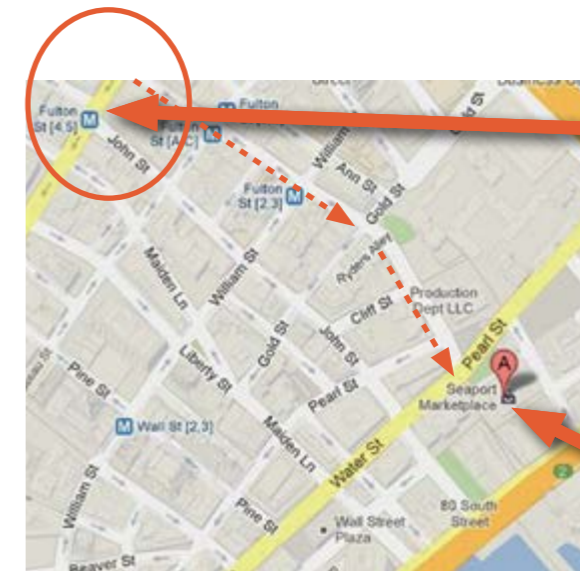 Fulton
St [4,5]
M
John St
M
Fulton
St [A,C]
M
Fulton
St [2,3]
M
William St
Ann St
Gold St
Gold St
Ryders Alley
Production
Dept LLC
Cliff St
Pearl St
A
Seaport
Marketplace
Maiden Ln
William St
Gold St
John St
Liberty St
Pearl St
Pine St
M
Wall St [2,3]
Maiden Ln
Water St
William St
Pine St
Wall Street
Plaza
80 South
Street
2
Beaver St